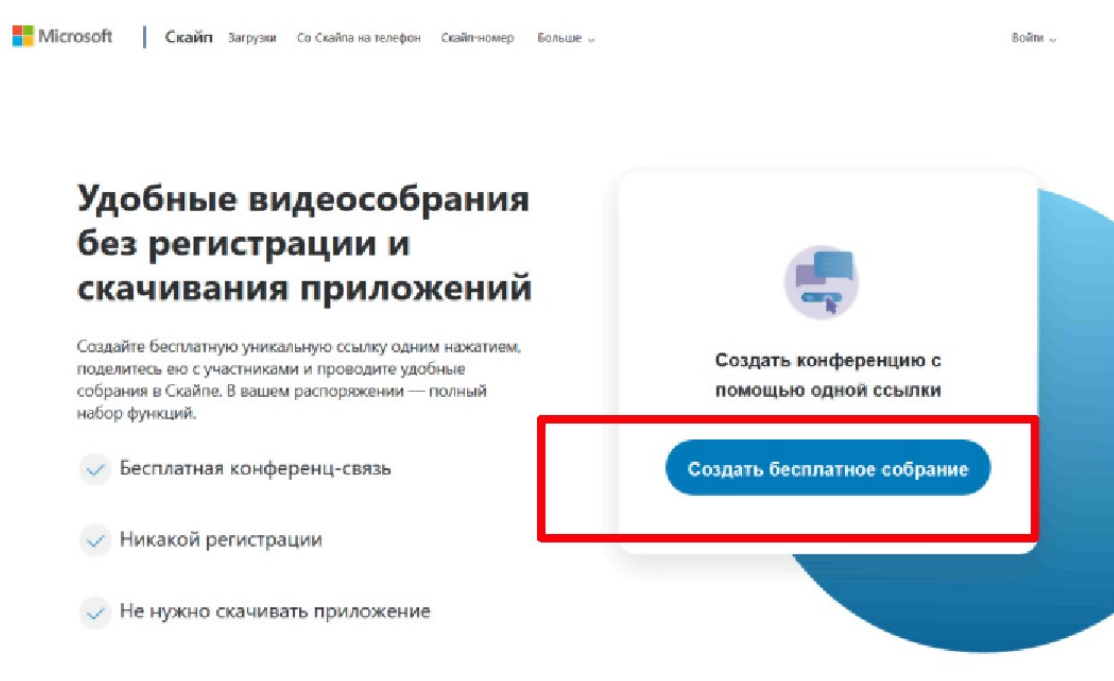 Microsoft | Скайп Загрузки Со Скайпа на телефон Скайп-номер Больше Войти
Удобные видеособрания
без регистрации и
скачивания приложений
Создайте бесплатную уникальную ссылку одним нажатием,
поделитесь ею с участниками и проводите удобные
собрания в Скайпе. В вашем распоряжении — полный
набор функций.
Бесплатная конференц-связь
Никакой регистрации
Не нужно скачивать приложение
Создать конференцию с
помощью одной ссылки
Создать бесплатное собрание